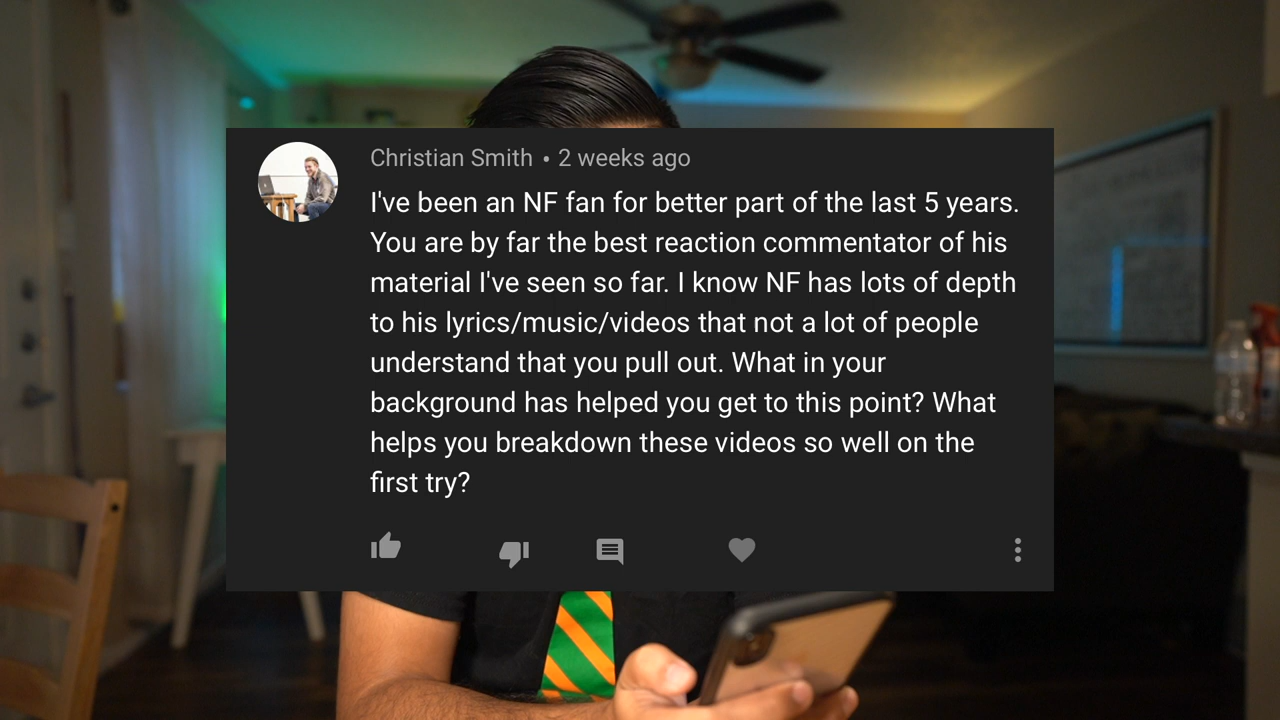 Christian Smith • 2 weeks ago
I've been an NF fan for better part of the last 5 years.
You are by far the best reaction commentator of his
material I've seen so far. I know NF has lots of depth
to his lyrics/music/videos that not a lot of people
understand that you pull out. What in your
background has helped you get to this point? What
helps you breakdown these videos so well on the
first try?